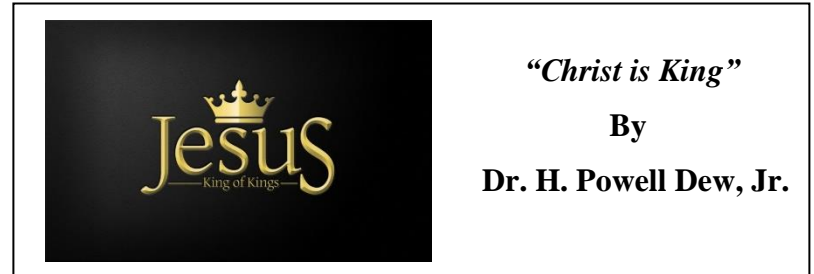 Jesus
King of Kings
“Christ is King”
By
Dr. H. Powell Dew, Jr.